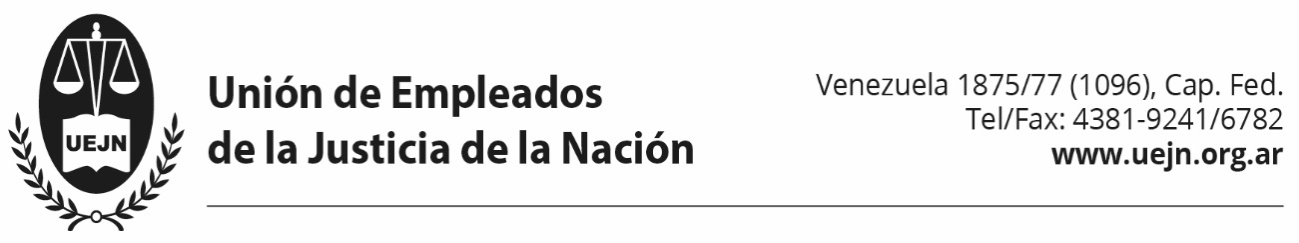 UEJN
Unión de Empleados
de la Justicia de la Nación
Venezuela 1875/77 (1096), Cap. Fed.
Tel/Fax: 4381-9241/6782
www.uejn.org.ar